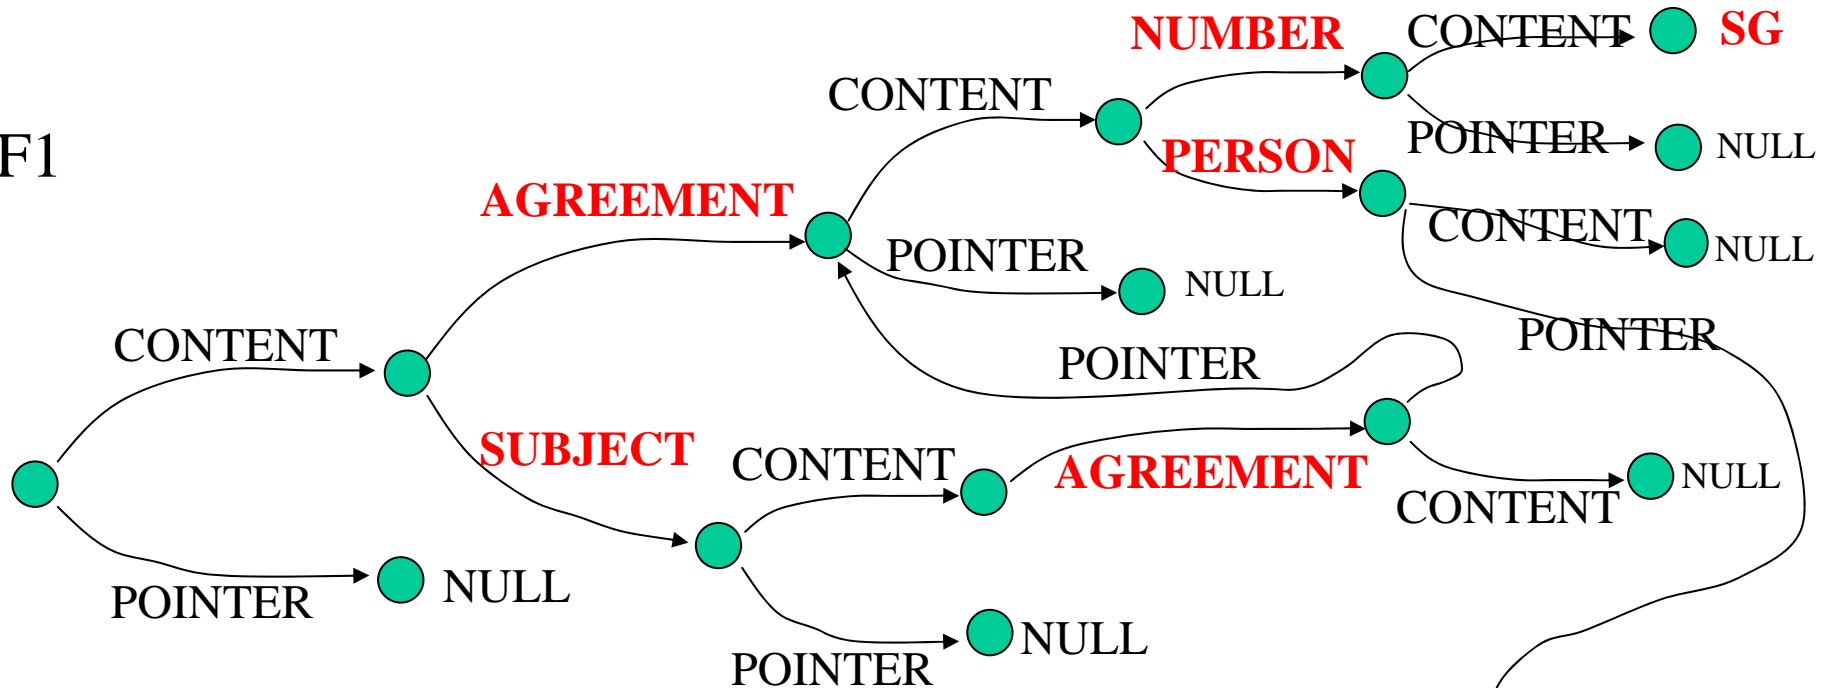 NUMBER
CONTENT
SG
CONTENT
F1
POINTER
NULL
PERSON
AGREEMENT
CONTENT
NULL
POINTER
NULL
POINTER
CONTENT
POINTER
SUBJECT
CONTENT
AGREEMENT
NULL
CONTENT
NULL
POINTER
NULL
POINTER